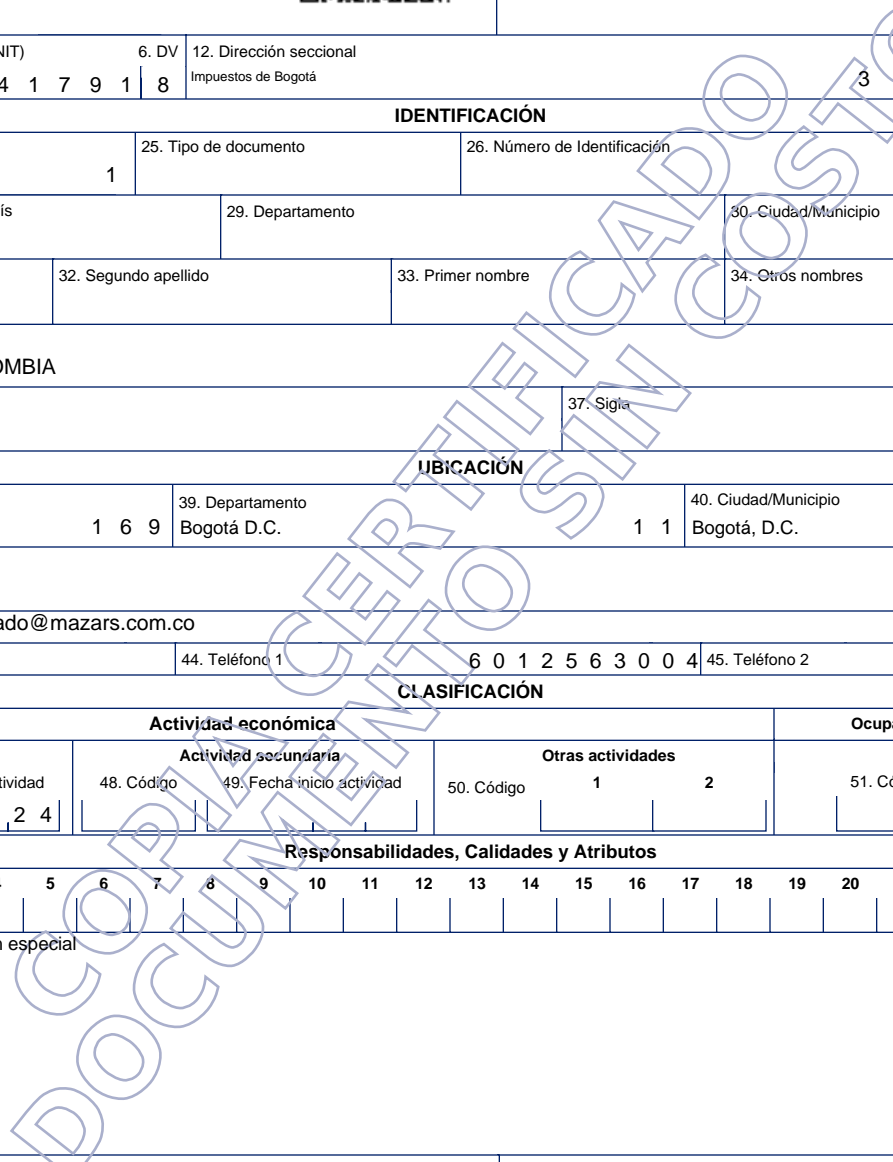 NIT) 6. DV 12. Dirección seccional
4 1 7 9 1 8 Impuestos de Bogotá 3
IDENTIFICACIÓN
25. Tipo de documento 26. Número de Identificación
1
ís 29. Departamento 30. Ciudad/Municipio
32. Segundo apellido 33. Primer nombre 34. Otros nombres
OMBIA
37. Sigla
UBICACIÓN
39. Departamento 40. Ciudad/Municipio
1 6 9 Bogotá D.C. 1 1 Bogotá, D.C.
ado@mazars.com.co
44. Teléfono 1 6 0 1 2 5 6 3 0 0 4 45. Teléfono 2
CLASIFICACIÓN
Actividad económica Ocupa
Actividad secundaria Otras actividades
tividad 48. Código 49. Fecha inicio actividad 50. Código 1 2 51. Có
2 4
Responsabilidades, Calidades y Atributos
5 6 7 8 9 10 11 12 13 14 15 16 17 18 19 20
n especial
COPIA CERTIFICADO
DOCUMENTO SIN COSTO